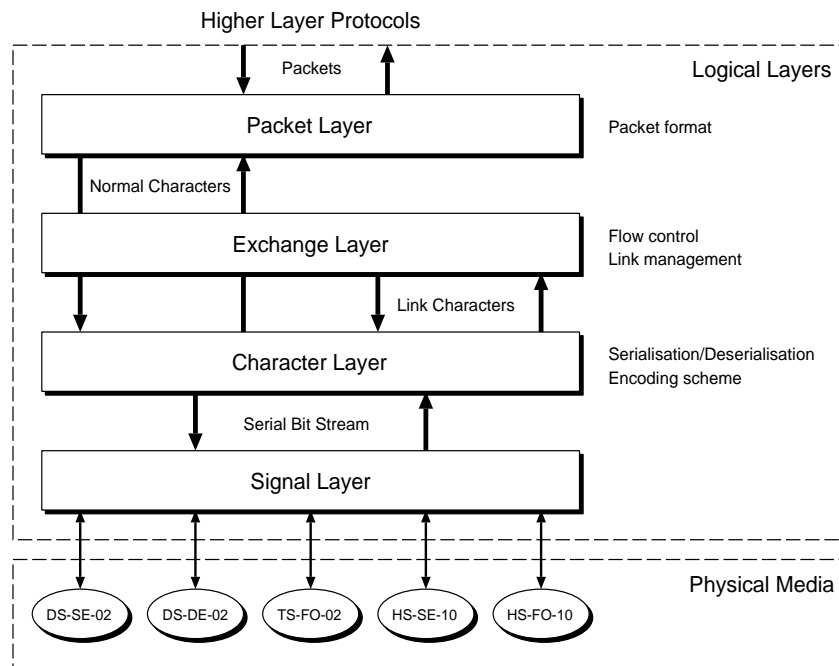 Higher Layer Protocols
Packets
Logical Layers
Packet Layer
Packet format
Normal Characters
Exchange Layer
Flow control
Link management
Link Characters
Character Layer
Serialisation/Deserialisation
Encoding scheme
Serial Bit Stream
Signal Layer
Physical Media
DS-SE-02
DS-DE-02
TS-FO-02
HS-SE-10
HS-FO-10